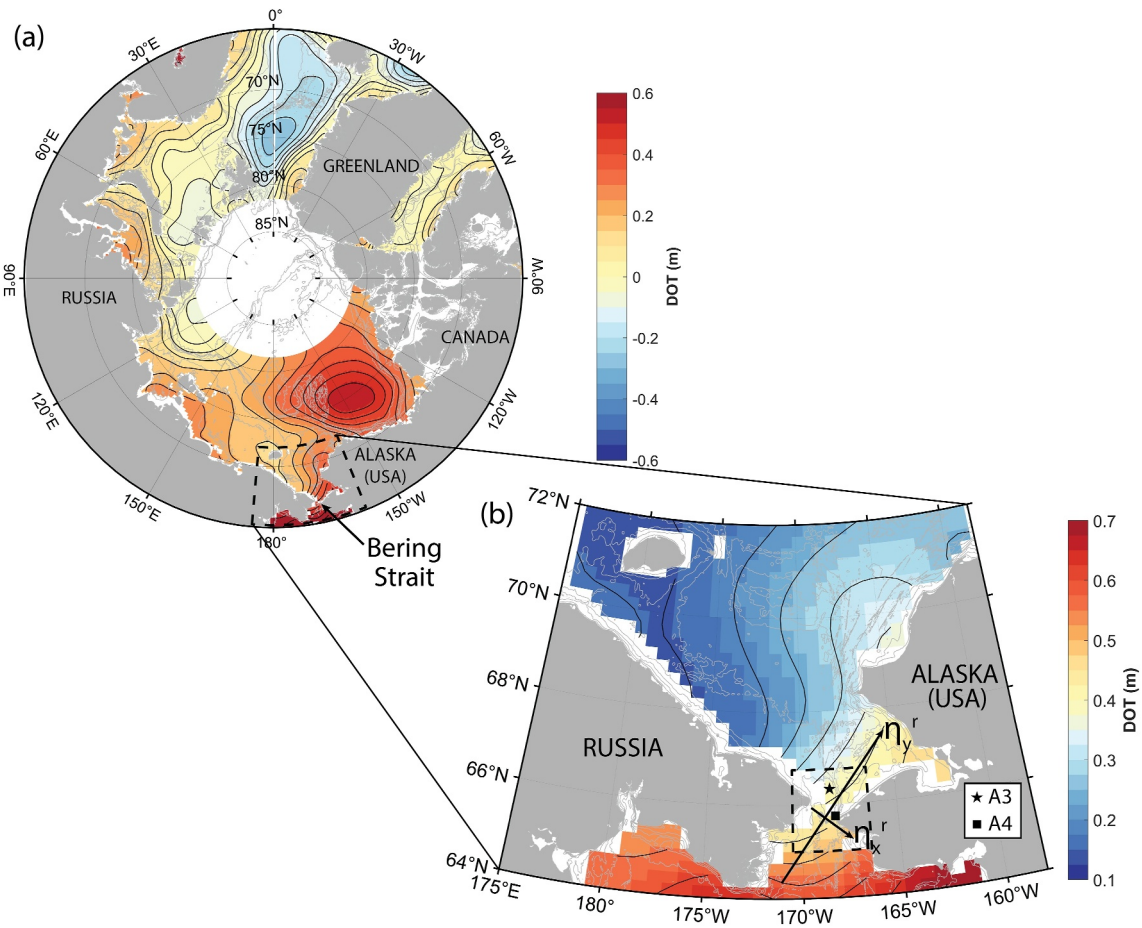 (a)
0°
30°E
30°W
60°E
60°W
90°E
90°W
120°E
120°W
150°E
150°W
180°
70°N
75°N
80°N
85°N
GREENLAND
RUSSIA
CANADA
ALASKA
(USA)
Bering
Strait
0.6
0.4
0.2
0
-0.2
-0.4
-0.6
DOT (m)
(b)
72°N
70°N
68°N
66°N
64°N
175°E
180°
175°W
170°W
165°W
160°W
RUSSIA
ALASKA
(USA)
η_y^r
η_x^r
★ A3
■ A4
0.7
0.6
0.5
0.4
0.3
0.2
0.1
DOT (m)